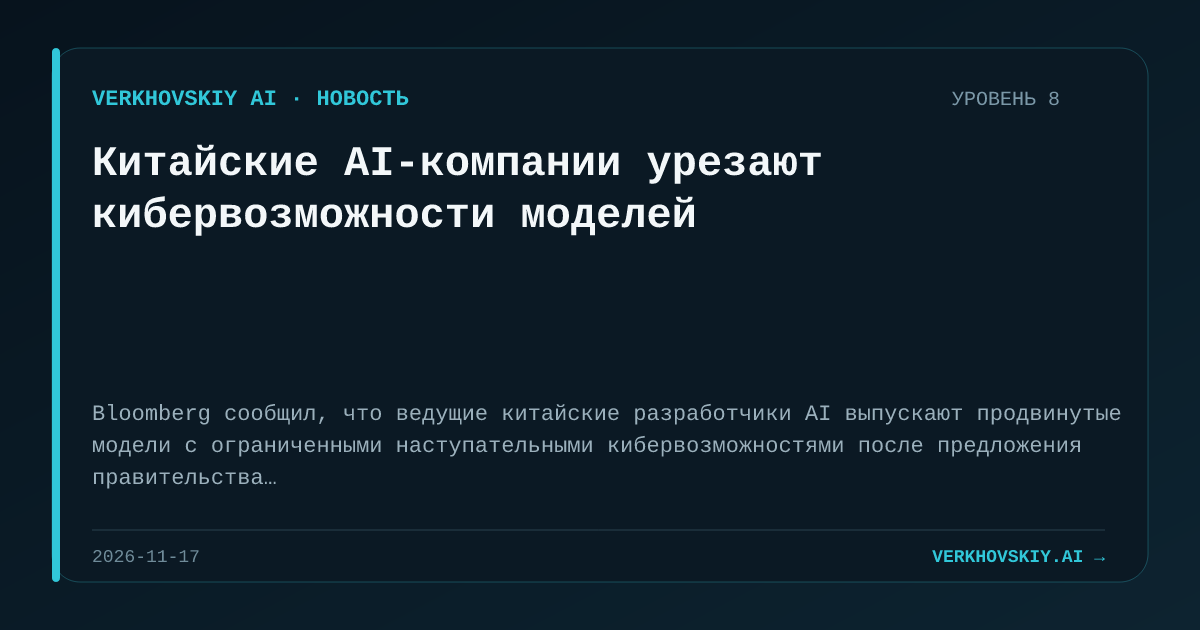 VERKHOVSKIY AI · НОВОСТЬ
УРОВЕНЬ 8
Китайские AI-компании урезают
кибервозможности моделей
Bloomberg сообщил, что ведущие китайские разработчики AI выпускают продвинутые
модели с ограниченными наступательными кибервозможностями после предложения
правительства…
2026-11-17
VERKHOVSKIY.AI →